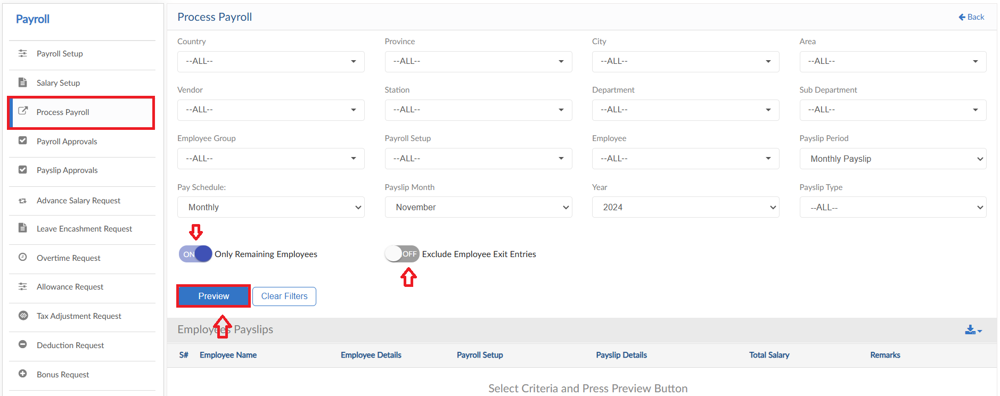 Payroll
Payroll Setup
Salary Setup
Process Payroll
Payroll Approvals
Payslip Approvals
Advance Salary Request
Leave Encashment Request
Overtime Request
Allowance Request
Tax Adjustment Request
Deduction Request
Bonus Request
Process Payroll Back
Country Province City Area
--ALL-- --ALL-- --ALL-- --ALL--
Vendor Station Department Sub Department
--ALL-- --ALL-- --ALL-- --ALL--
Employee Group Payroll Setup Employee Payslip Period
--ALL-- --ALL-- --ALL-- Monthly Payslip
Pay Schedule: Payslip Month Year Payslip Type
Monthly November 2024 --ALL--
ON Only Remaining Employees OFF Exclude Employee Exit Entries
Preview Clear Filters
Employees Payslips
S# Employee Name Employee Details Payroll Setup Payslip Details Total Salary Remarks
Select Criteria and Press Preview Button